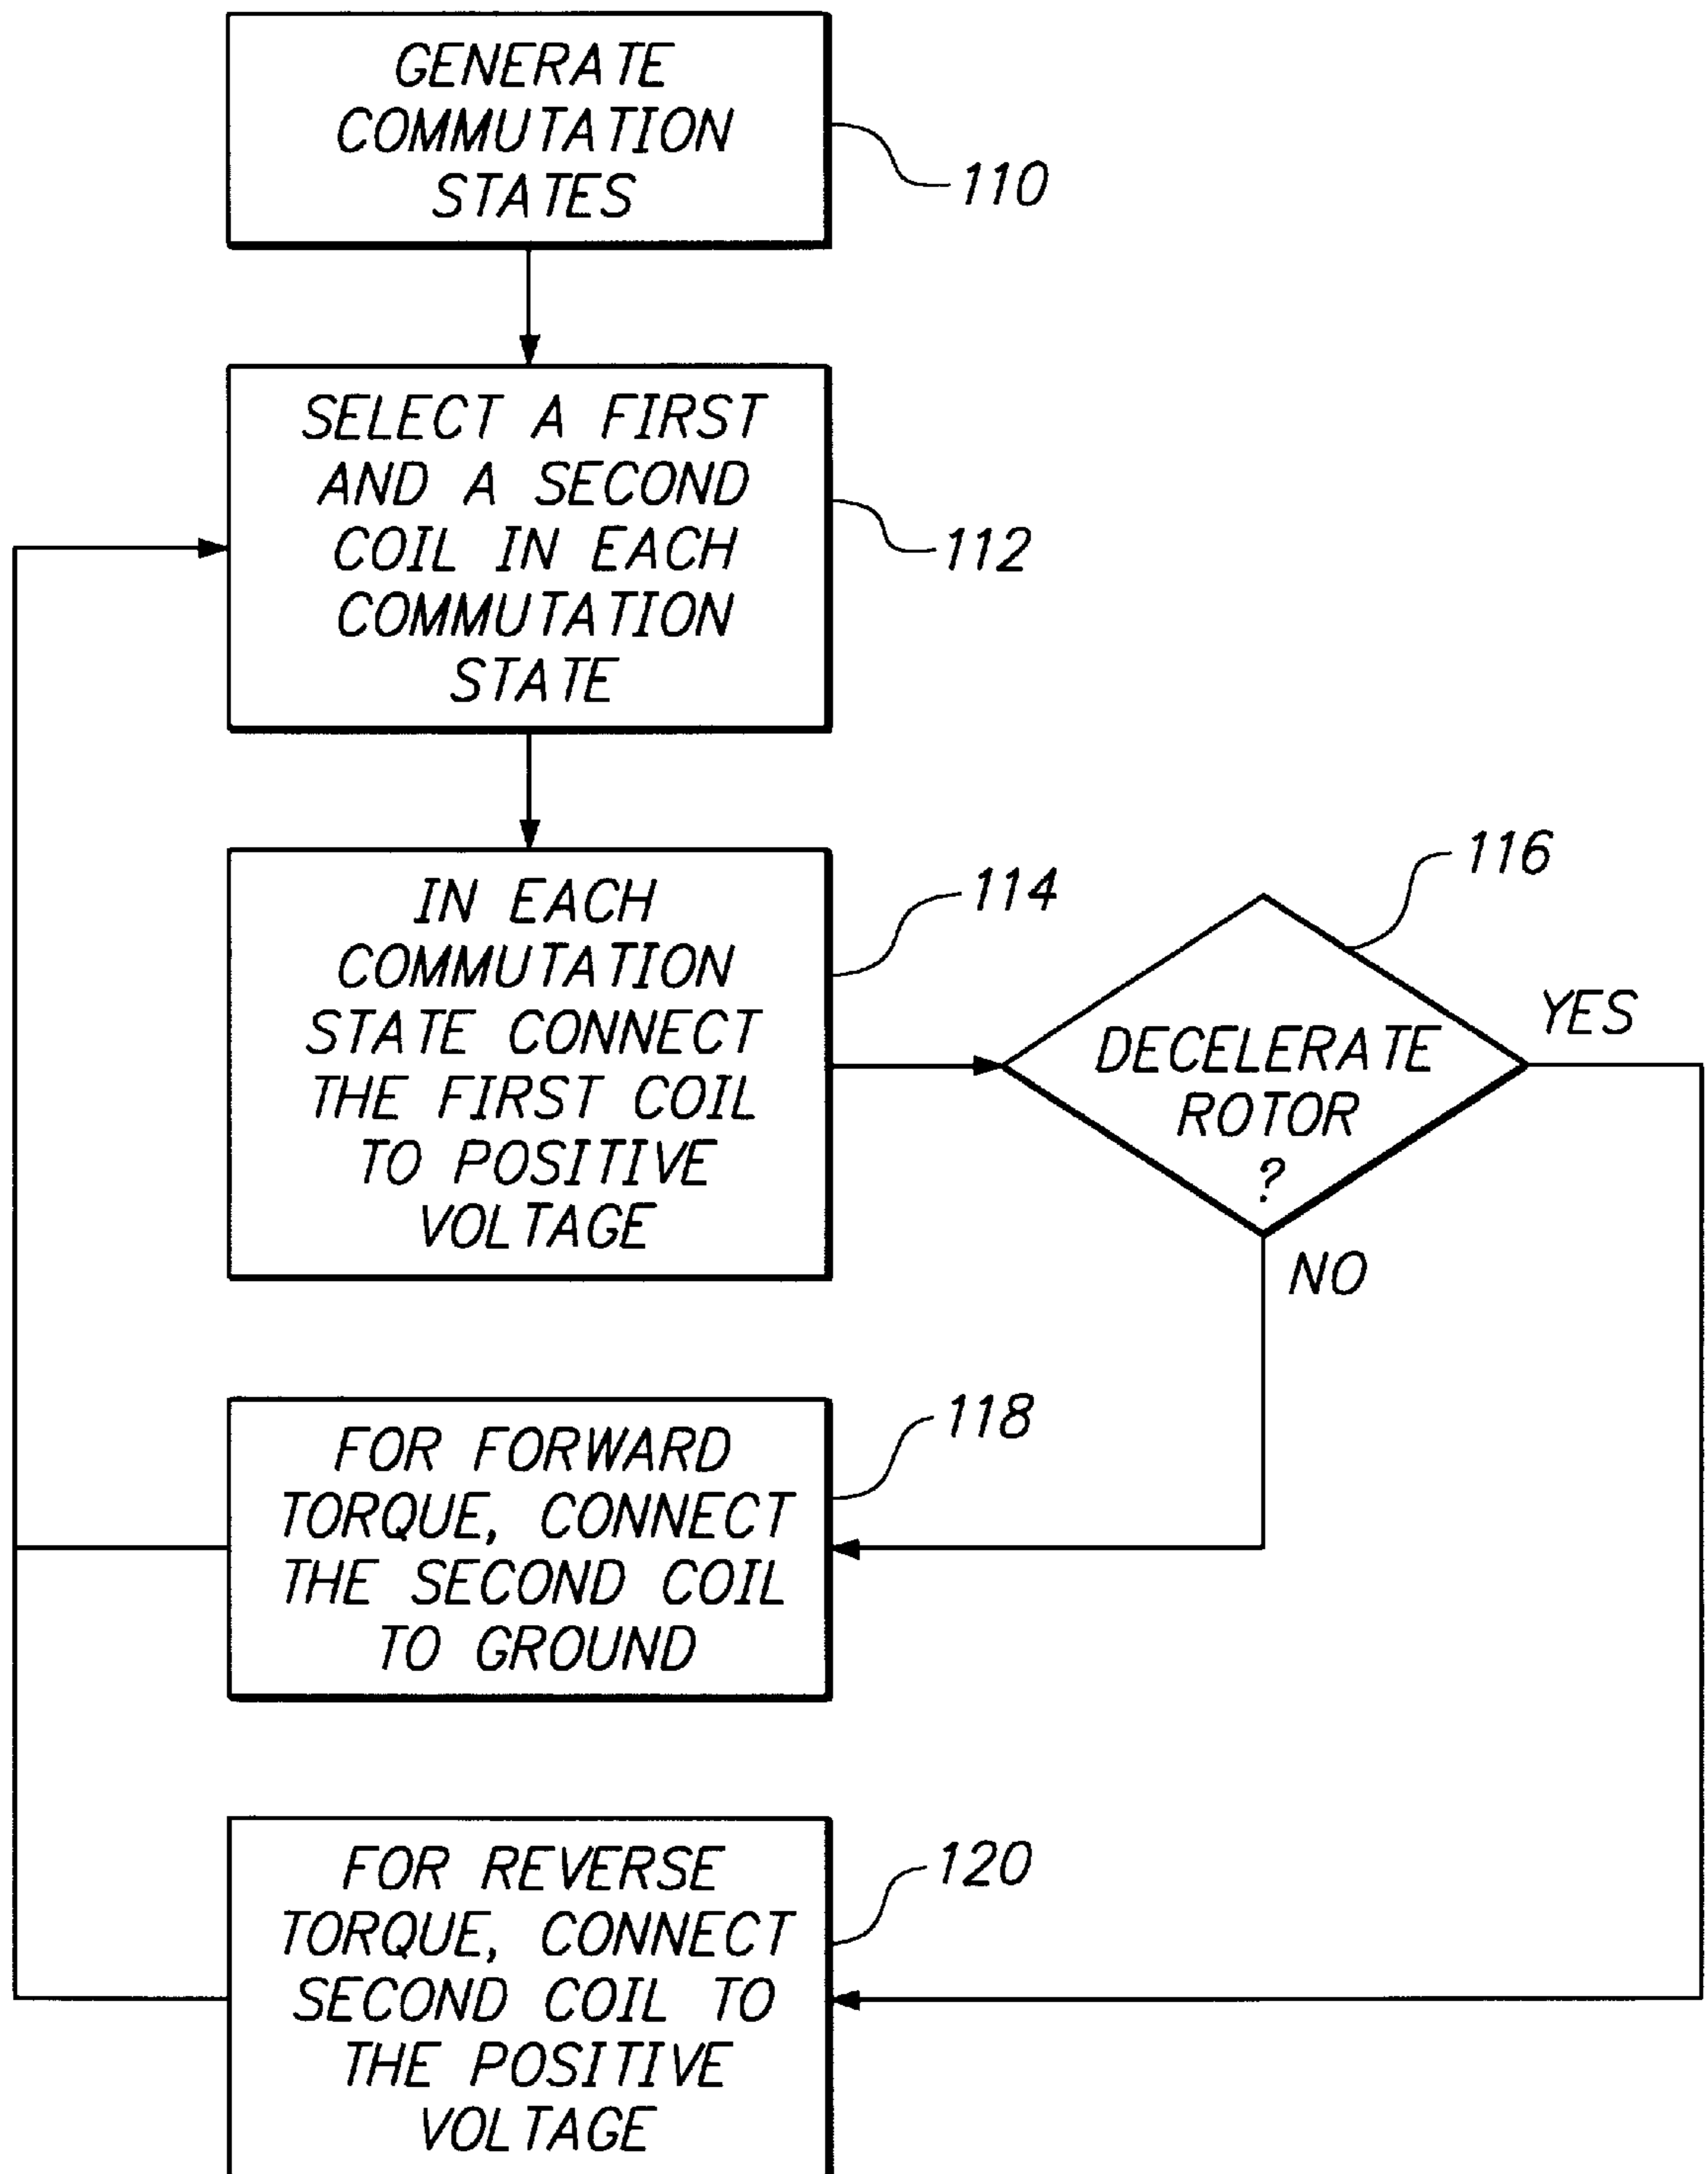 GENERATE
COMMUTATION
STATES
110
SELECT A FIRST
AND A SECOND
COIL IN EACH
COMMUTATION
STATE
112
IN EACH
COMMUTATION
STATE CONNECT
THE FIRST COIL
TO POSITIVE
VOLTAGE
114
116
DECELERATE
ROTOR
?
YES
NO
FOR FORWARD
TORQUE, CONNECT
THE SECOND COIL
TO GROUND
118
FOR REVERSE
TORQUE, CONNECT
SECOND COIL TO
THE POSITIVE
VOLTAGE
120